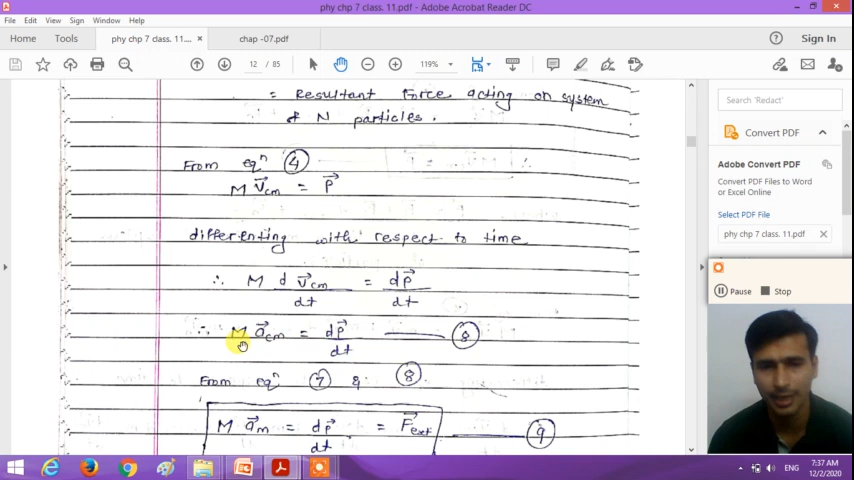 phy chp 7 class. 11.pdf - Adobe Acrobat Reader DC
File Edit View Sign Window Help
Home Tools phy chp 7 class. 11.... × chap -07.pdf Sign In
12 / 85 119%
= Resultant Force acting on system
of N particles.
From eqⁿ ④
M v⃗cm = P⃗
differenting with respect to time
∴ M d v⃗cm / dt = dP⃗ / dt
∴ M a⃗cm = dP⃗ / dt ——— ⑧
From eqⁿ ⑦ & ⑧.
M a⃗m = dP⃗ / dt = F⃗ext ——— ⑨
Search 'Redact'
Convert PDF
Adobe Convert PDF
Convert PDF Files to Word
or Excel Online
Select PDF File
phy chp 7 class. 11.pdf ×
Pause Stop
ENG
7:37 AM
12/2/2020